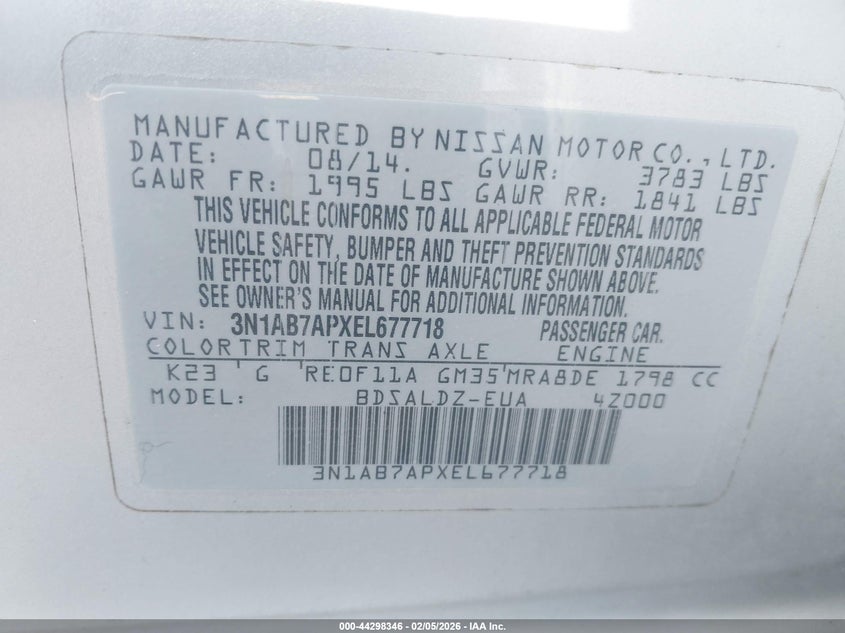 MANUFACTURED BY NISSAN MOTOR CO., LTD.
DATE: 08/14. GVWR: 3783 LBS
GAWR FR: 1995 LBS GAWR RR: 1841 LBS
THIS VEHICLE CONFORMS TO ALL APPLICABLE FEDERAL MOTOR
VEHICLE SAFETY, BUMPER AND THEFT PREVENTION STANDARDS
IN EFFECT ON THE DATE OF MANUFACTURE SHOWN ABOVE.
SEE OWNER'S MANUAL FOR ADDITIONAL INFORMATION.
VIN: 3N1AB7APXEL677718 PASSENGER CAR.
COLORTRIM TRANS AXLE ENGINE
K23 ' G 'RE0F11A GM35'MRA8DE 1798 CC
MODEL: BDSALDZ-EUA 4Z000
3N1AB7APXEL677718
000-44298346 | 02/05/2026 - IAA Inc.